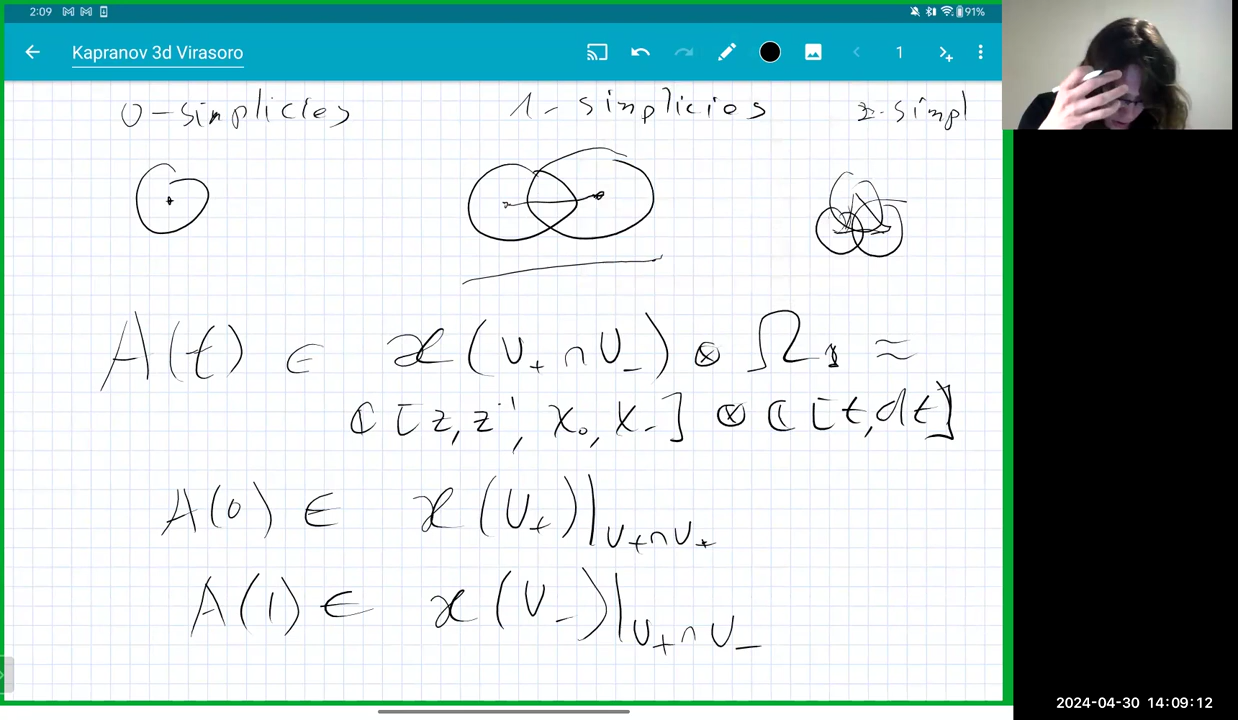 2:09 91%
Kapranov 3d Virasoro 1
0-simplicies 1-simplicios 2-simpl
A(t) ∈ 𝒳(U₊ ∩ U₋) ⊗ Ω₁ ≈
ℂ[z, z⁻¹, x₀, x₋] ⊗ ℂ[t, dt]
A(0) ∈ 𝒳(U₊)|U₊∩U₊
A(1) ∈ 𝒳(U₋)|U₊∩U₋
2024-04-30 14:09:12